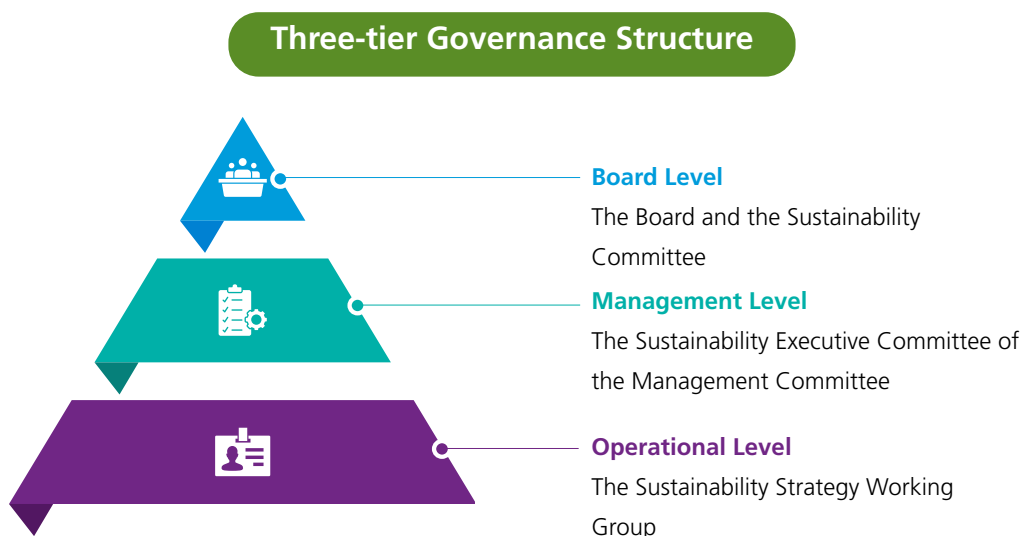 Three-tier Governance Structure
Board Level
The Board and the Sustainability
Committee
Management Level
The Sustainability Executive Committee of
the Management Committee
Operational Level
The Sustainability Strategy Working
Group